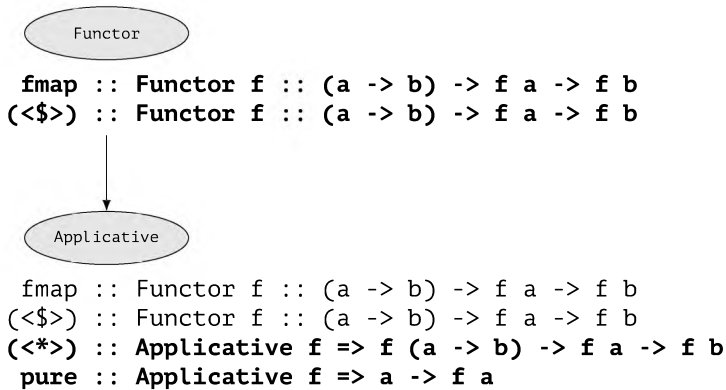 Functor
fmap :: Functor f :: (a -> b) -> f a -> f b
(<$>) :: Functor f :: (a -> b) -> f a -> f b
Applicative
fmap :: Functor f :: (a -> b) -> f a -> f b
(<$>) :: Functor f :: (a -> b) -> f a -> f b
(<*>) :: Applicative f => f (a -> b) -> f a -> f b
pure :: Applicative f => a -> f a